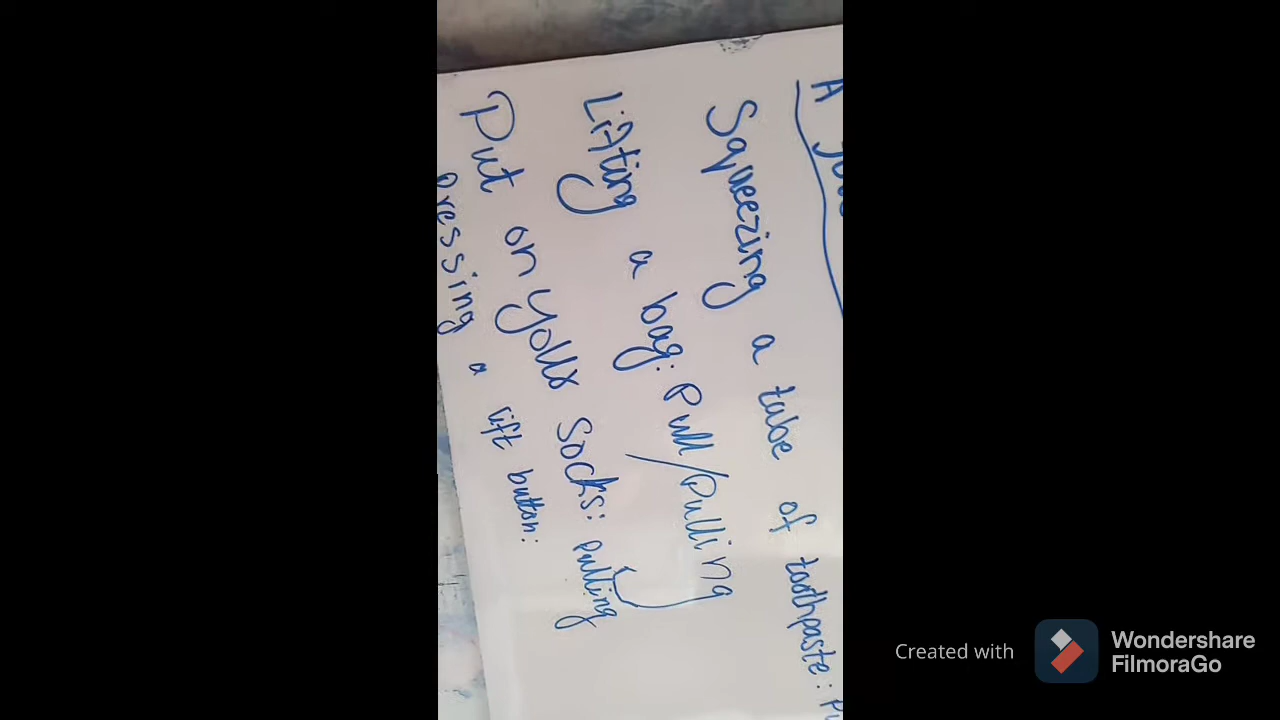 A
Squeezing a tube of toothpaste: Pu
Lifting a bag: Pull/Pulling
Put on your Socks: Pulling
Pressing a lift button:
Created with
Wondershare
FilmoraGo